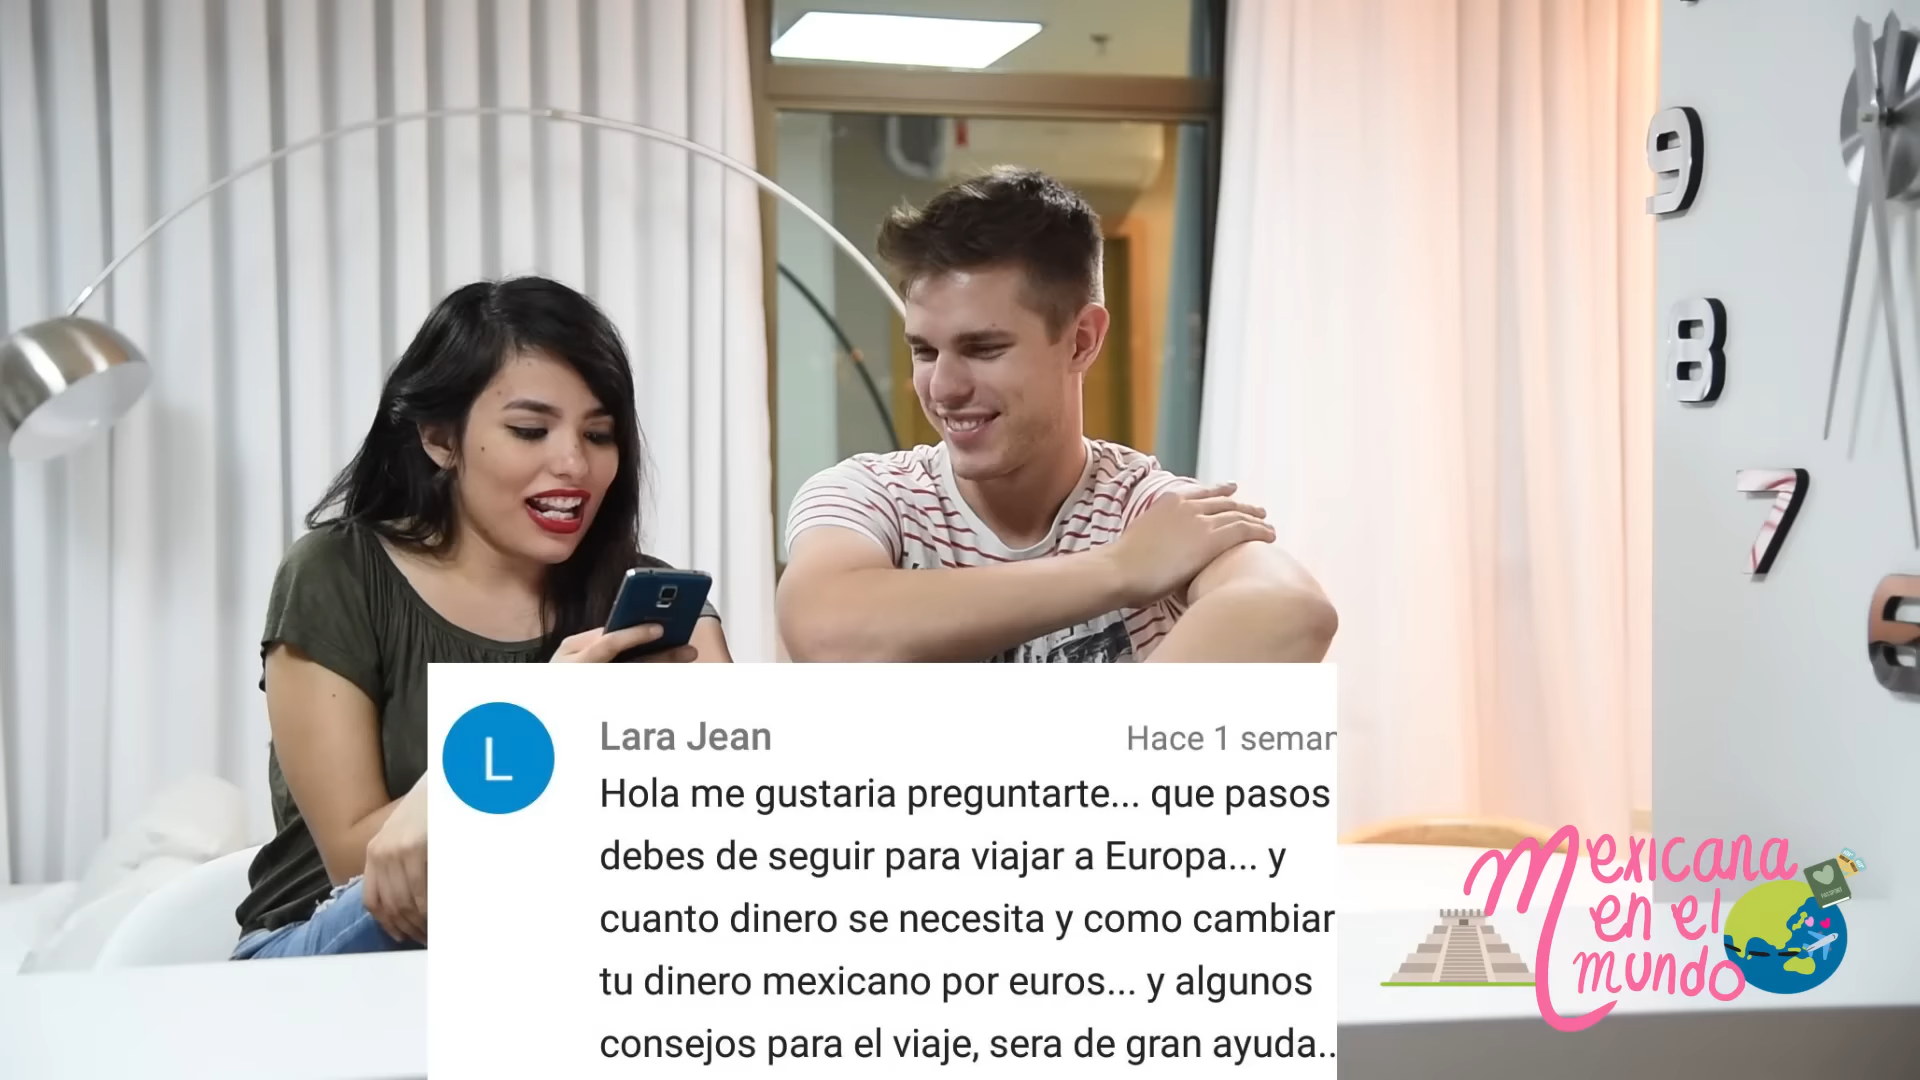 9
8
7
6
L
Lara Jean
Hace 1 seman
Hola me gustaria preguntarte... que pasos
debes de seguir para viajar a Europa... y
cuanto dinero se necesita y como cambiar
tu dinero mexicano por euros... y algunos
consejos para el viaje, sera de gran ayuda..
Mexicana
en el
mundo